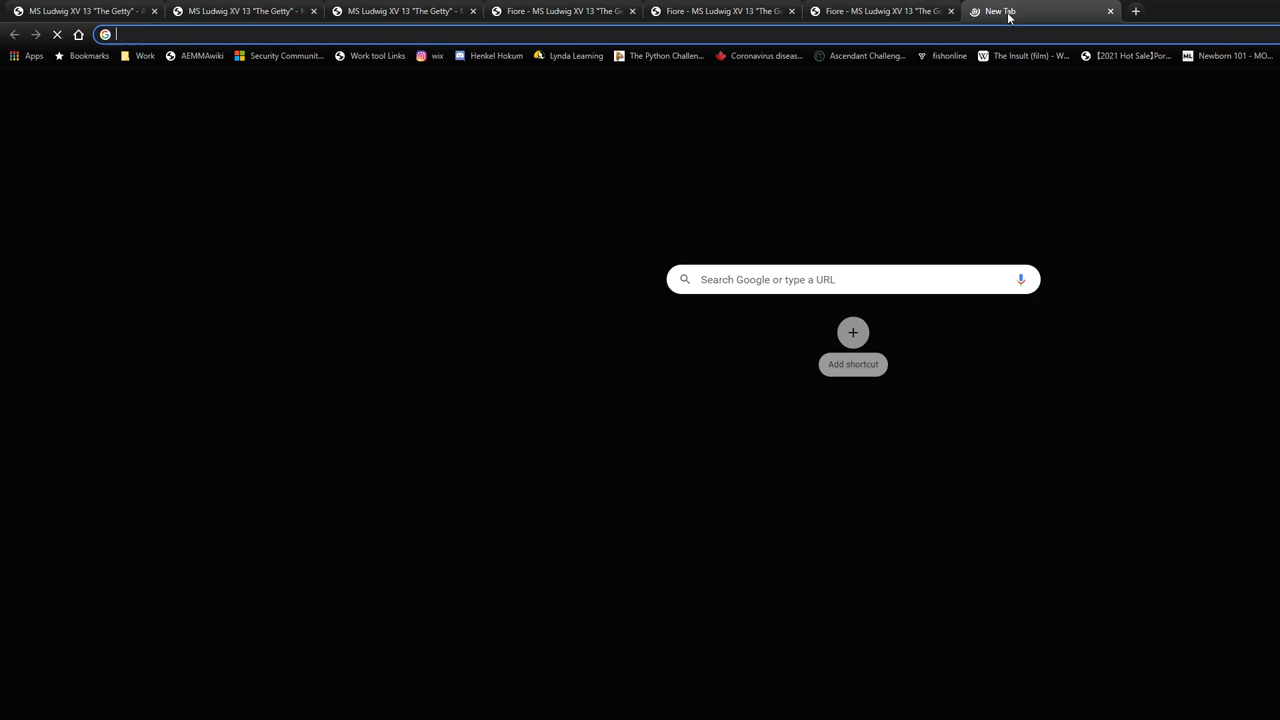 MS Ludwig XV 13 "The Getty" - A MS Ludwig XV 13 "The Getty" - MS Ludwig XV 13 "The Getty" - Fiore - MS Ludwig XV 13 "The Ge Fiore - MS Ludwig XV 13 "The G Fiore - MS Ludwig XV 13 "The Ge New Tab
Apps Bookmarks Work AEMMAwiki Security Communit... Work tool Links wix Henkel Hokum Lynda Learning The Python Challen... Coronavirus diseas... Ascendant Challeng... fishonline The Insult (film) - W... 【2021 Hot Sale】Por... Newborn 101 - MO...
Search Google or type a URL
Add shortcut